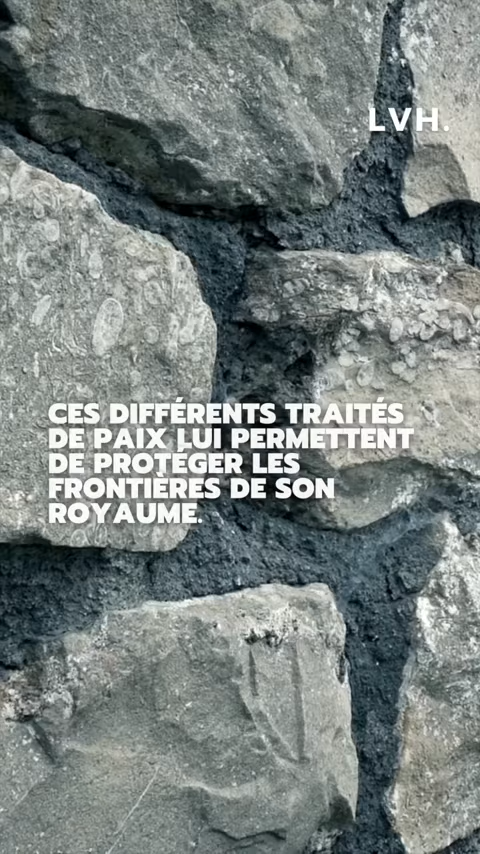 LVH.
CES DIFFÉRENTS TRAITÉS
DE PAIX LUI PERMETTENT
DE PROTÉGER LES
FRONTIÈRES DE SON
ROYAUME.